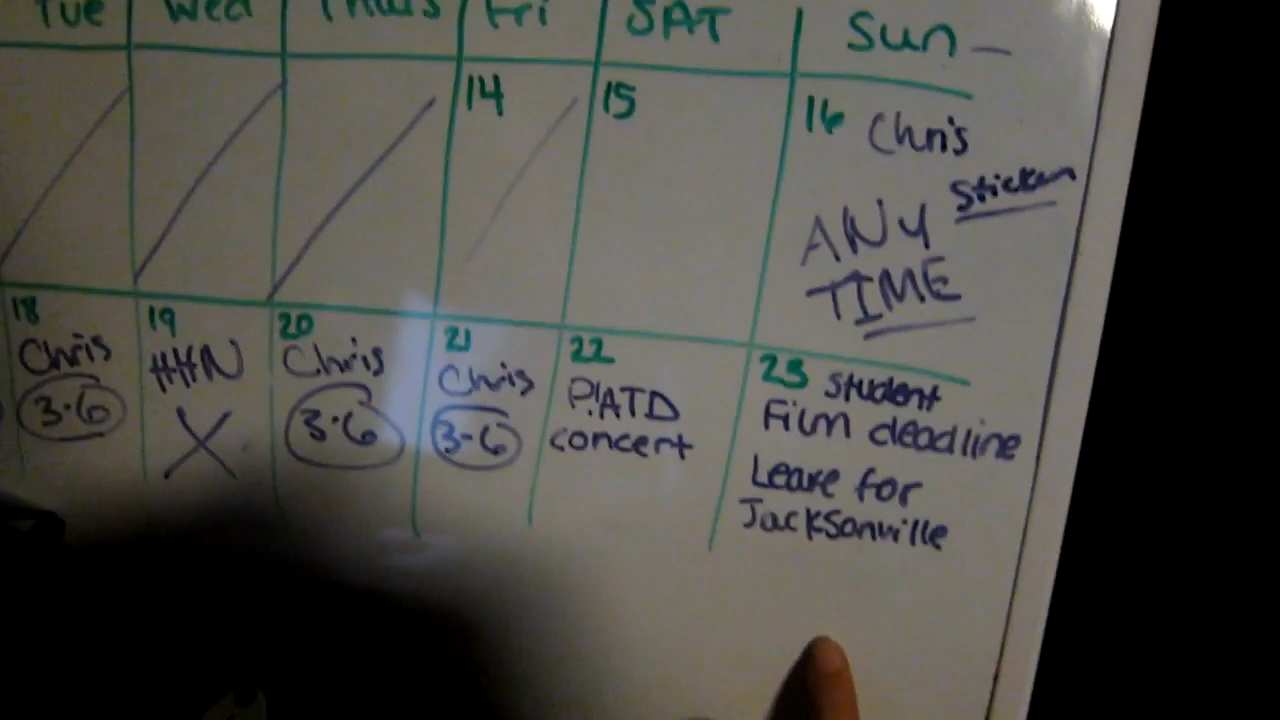 Tue Wed Thurs Fri SAT Sun
14 15 16 Chris
Sticken
ANY
TIME
18 19 20 21 22 23 student
Chris HHN Chris Chris P!ATD Film deadline
3-6 X 3-6 3-6 concert Leave for
Jacksonville